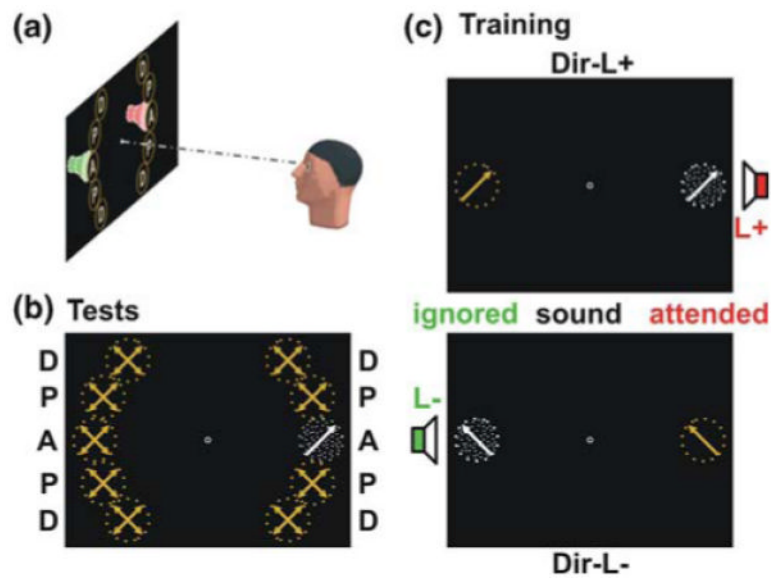 (a)
D
P
A
P
D
D
P
A
P
D
(b) Tests
D
P
A
P
D
D
P
A
P
D
(c) Training
Dir-L+
L+
ignored sound attended
L-
Dir-L-